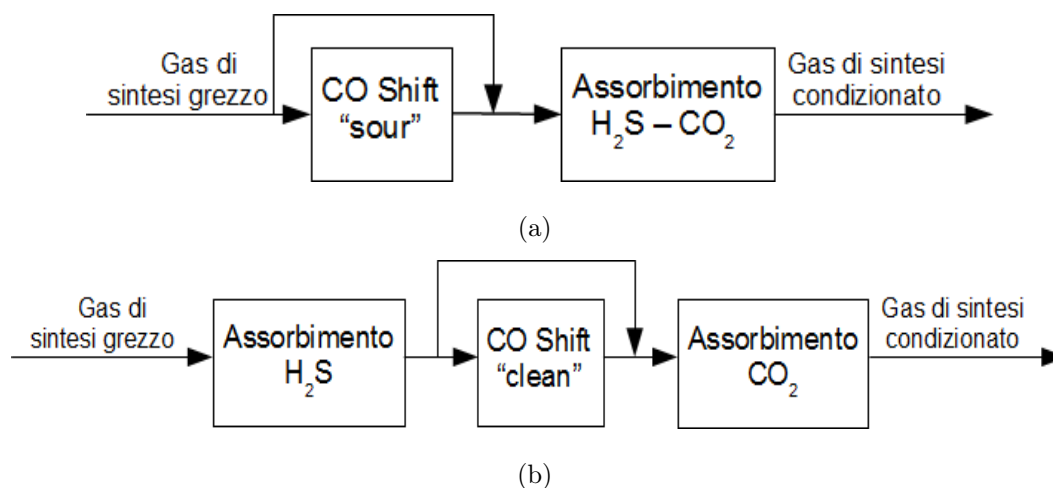 Gas di
sintesi grezzo
CO Shift
“sour”
Assorbimento
H₂S – CO₂
Gas di sintesi
condizionato
(a)
Gas di
sintesi grezzo
Assorbimento
H₂S
CO Shift
“clean”
Assorbimento
CO₂
Gas di sintesi
condizionato
(b)